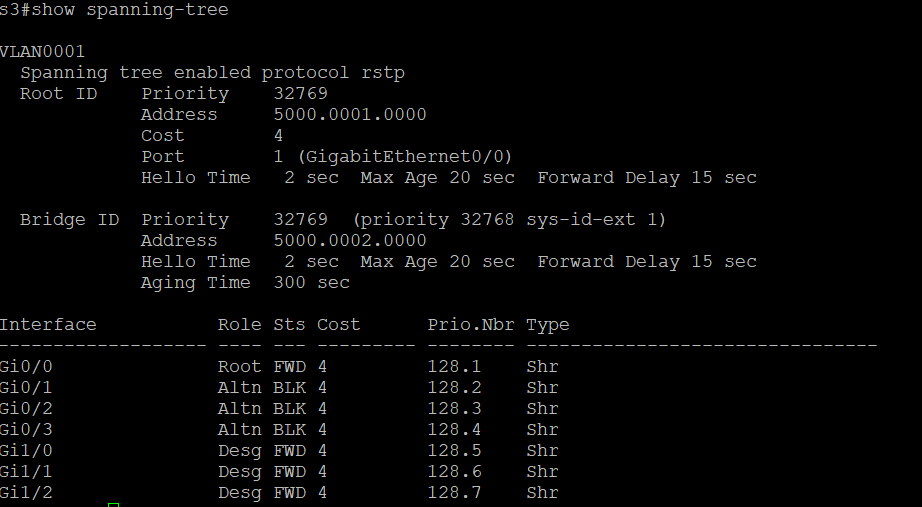 s3#show spanning-tree
VLAN0001
  Spanning tree enabled protocol rstp
  Root ID    Priority    32769
             Address     5000.0001.0000
             Cost        4
             Port        1 (GigabitEthernet0/0)
             Hello Time   2 sec  Max Age 20 sec  Forward Delay 15 sec
  Bridge ID  Priority    32769  (priority 32768 sys-id-ext 1)
             Address     5000.0002.0000
             Hello Time   2 sec  Max Age 20 sec  Forward Delay 15 sec
             Aging Time  300 sec
Interface           Role Sts Cost      Prio.Nbr Type
------------------- ---- --- --------- -------- --------------------------------
Gi0/0               Root FWD 4         128.1    Shr
Gi0/1               Altn BLK 4         128.2    Shr
Gi0/2               Altn BLK 4         128.3    Shr
Gi0/3               Altn BLK 4         128.4    Shr
Gi1/0               Desg FWD 4         128.5    Shr
Gi1/1               Desg FWD 4         128.6    Shr
Gi1/2               Desg FWD 4         128.7    Shr